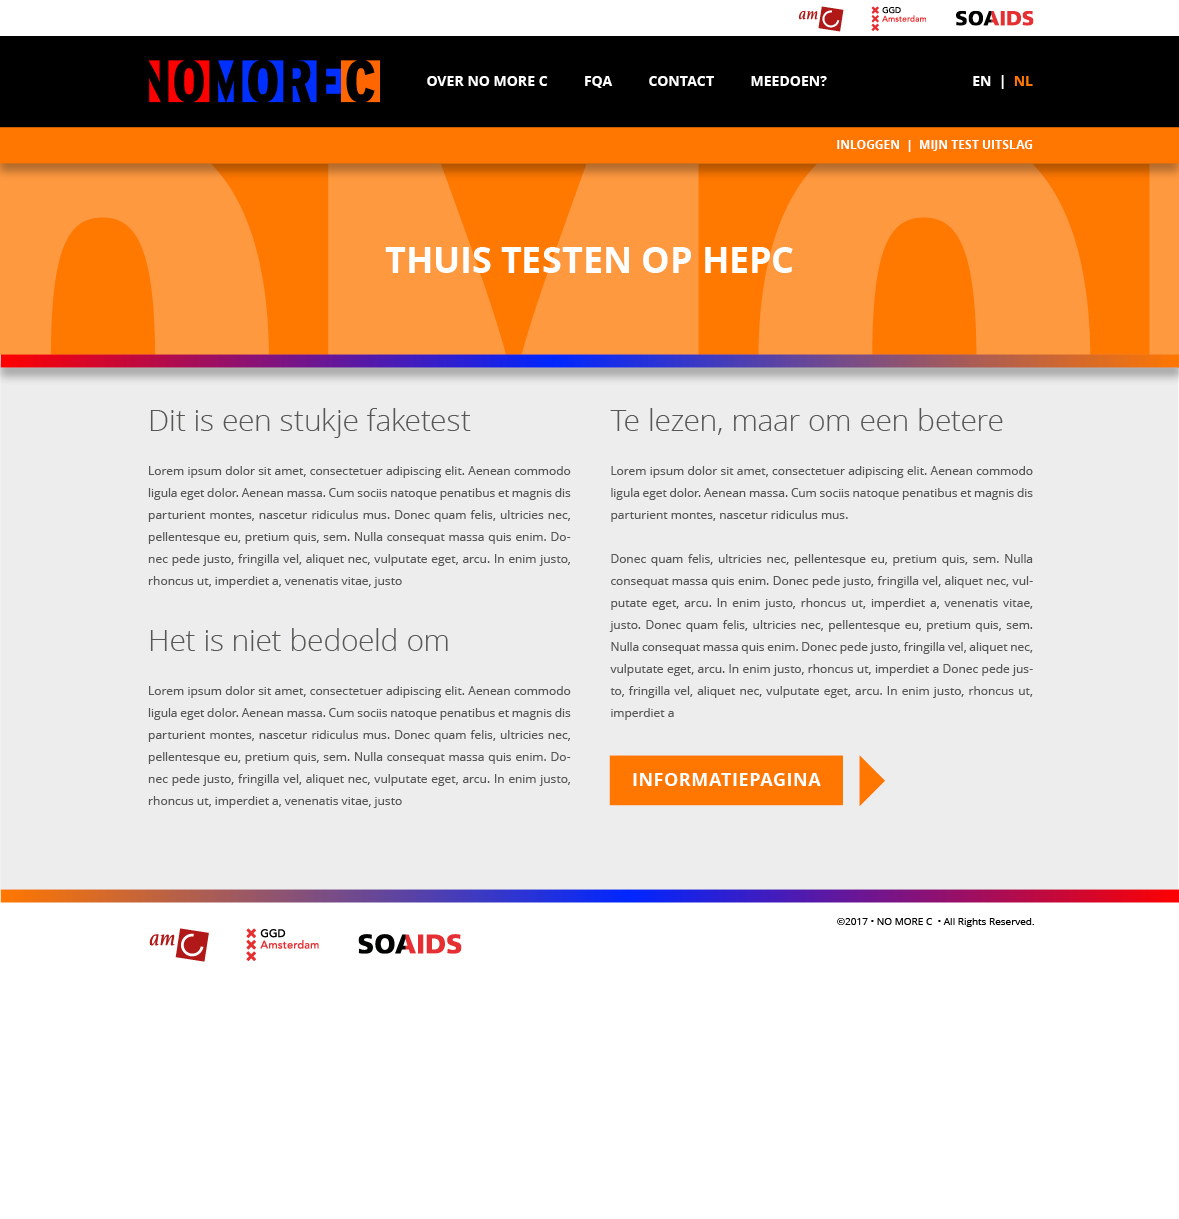 amc GGD Amsterdam SOAIDS
NOMOREC OVER NO MORE C FQA CONTACT MEEDOEN? EN | NL
INLOGGEN | MIJN TEST UITSLAG
THUIS TESTEN OP HEPC
Dit is een stukje faketest
Lorem ipsum dolor sit amet, consectetuer adipiscing elit. Aenean commodo
ligula eget dolor. Aenean massa. Cum sociis natoque penatibus et magnis dis
parturient montes, nascetur ridiculus mus. Donec quam felis, ultricies nec,
pellentesque eu, pretium quis, sem. Nulla consequat massa quis enim. Do-
nec pede justo, fringilla vel, aliquet nec, vulputate eget, arcu. In enim justo,
rhoncus ut, imperdiet a, venenatis vitae, justo
Het is niet bedoeld om
Lorem ipsum dolor sit amet, consectetuer adipiscing elit. Aenean commodo
ligula eget dolor. Aenean massa. Cum sociis natoque penatibus et magnis dis
parturient montes, nascetur ridiculus mus. Donec quam felis, ultricies nec,
pellentesque eu, pretium quis, sem. Nulla consequat massa quis enim. Do-
nec pede justo, fringilla vel, aliquet nec, vulputate eget, arcu. In enim justo,
rhoncus ut, imperdiet a, venenatis vitae, justo
Te lezen, maar om een betere
Lorem ipsum dolor sit amet, consectetuer adipiscing elit. Aenean commodo
ligula eget dolor. Aenean massa. Cum sociis natoque penatibus et magnis dis
parturient montes, nascetur ridiculus mus.
Donec quam felis, ultricies nec, pellentesque eu, pretium quis, sem. Nulla
consequat massa quis enim. Donec pede justo, fringilla vel, aliquet nec, vul-
putate eget, arcu. In enim justo, rhoncus ut, imperdiet a, venenatis vitae,
justo. Donec quam felis, ultricies nec, pellentesque eu, pretium quis, sem.
Nulla consequat massa quis enim. Donec pede justo, fringilla vel, aliquet nec,
vulputate eget, arcu. In enim justo, rhoncus ut, imperdiet a Donec pede jus-
to, fringilla vel, aliquet nec, vulputate eget, arcu. In enim justo, rhoncus ut,
imperdiet a
INFORMATIEPAGINA
©2017 • NO MORE C • All Rights Reserved.
amc GGD Amsterdam SOAIDS